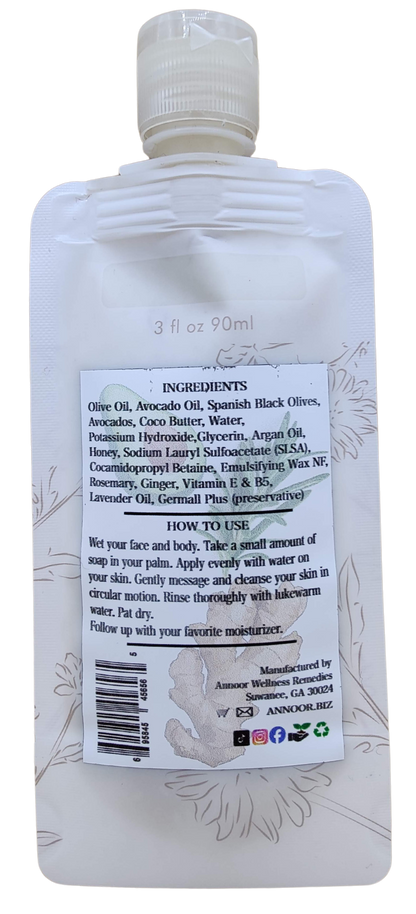 3 fl oz 90ml
INGREDIENTS
Olive Oil, Avocado Oil, Spanish Black Olives,
Avocados, Coco Butter, Water,
Potassium Hydroxide,Glycerin, Argan Oil,
Honey, Sodium Lauryl Sulfoacetate (SLSA),
Cocamidopropyl Betaine, Emulsifying Wax NF,
Rosemary, Ginger, Vitamin E & B5,
Lavender Oil, Germall Plus (preservative)
HOW TO USE
Wet your face and body. Take a small amount of
soap in your palm. Apply evenly with water on
your skin. Gently message and cleanse your skin in
circular motion. Rinse thoroughly with lukewarm
water. Pat dry.
Follow up with your favorite moisturizer.
Manufactured by
Annoor Wellness Remedies
Suwanee, GA 30024
ANNOOR.BIZ
6 95845 45656 5